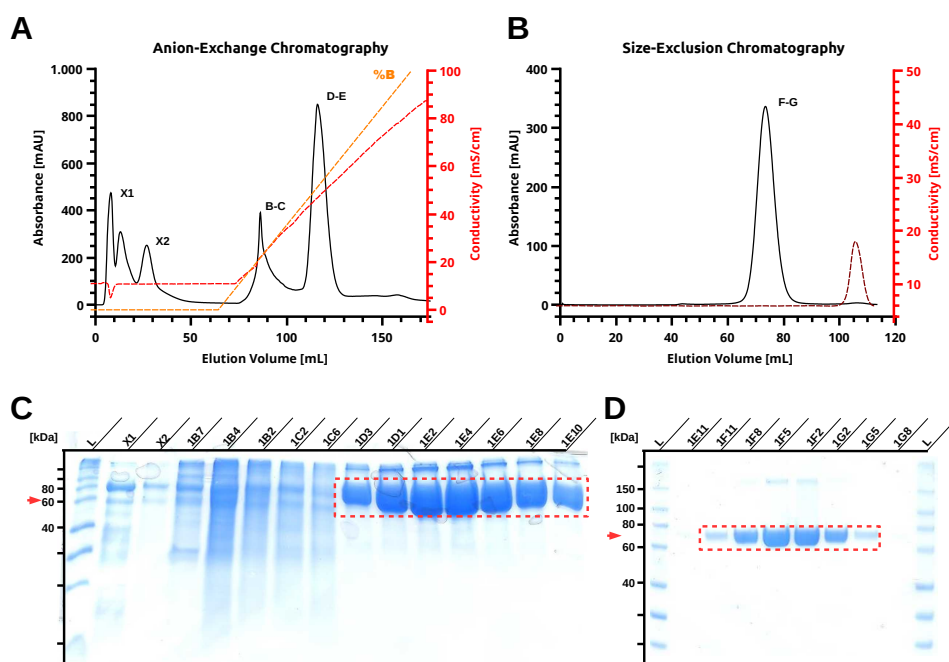 A
Anion-Exchange Chromatography
Absorbance [mAU]
1.000
800
600
400
200
0
X1
X2
B-C
D-E
%B
100
80
60
40
20
0
Conductivity [mS/cm]
0
50
100
150
Elution Volume [mL]
B
Size-Exclusion Chromatography
Absorbance [mAU]
400
300
200
100
0
F-G
50
40
30
20
10
Conductivity [mS/cm]
0
20
40
60
80
100
120
Elution Volume [mL]
C
[kDa]
L
X1
X2
1B7
1B4
1B2
1C2
1C6
1D3
1D1
1E2
1E4
1E6
1E8
1E10
80
60
40
D
[kDa]
L
1E11
1F11
1F8
1F5
1F2
1G2
1G5
1G8
L
150
100
80
60
40